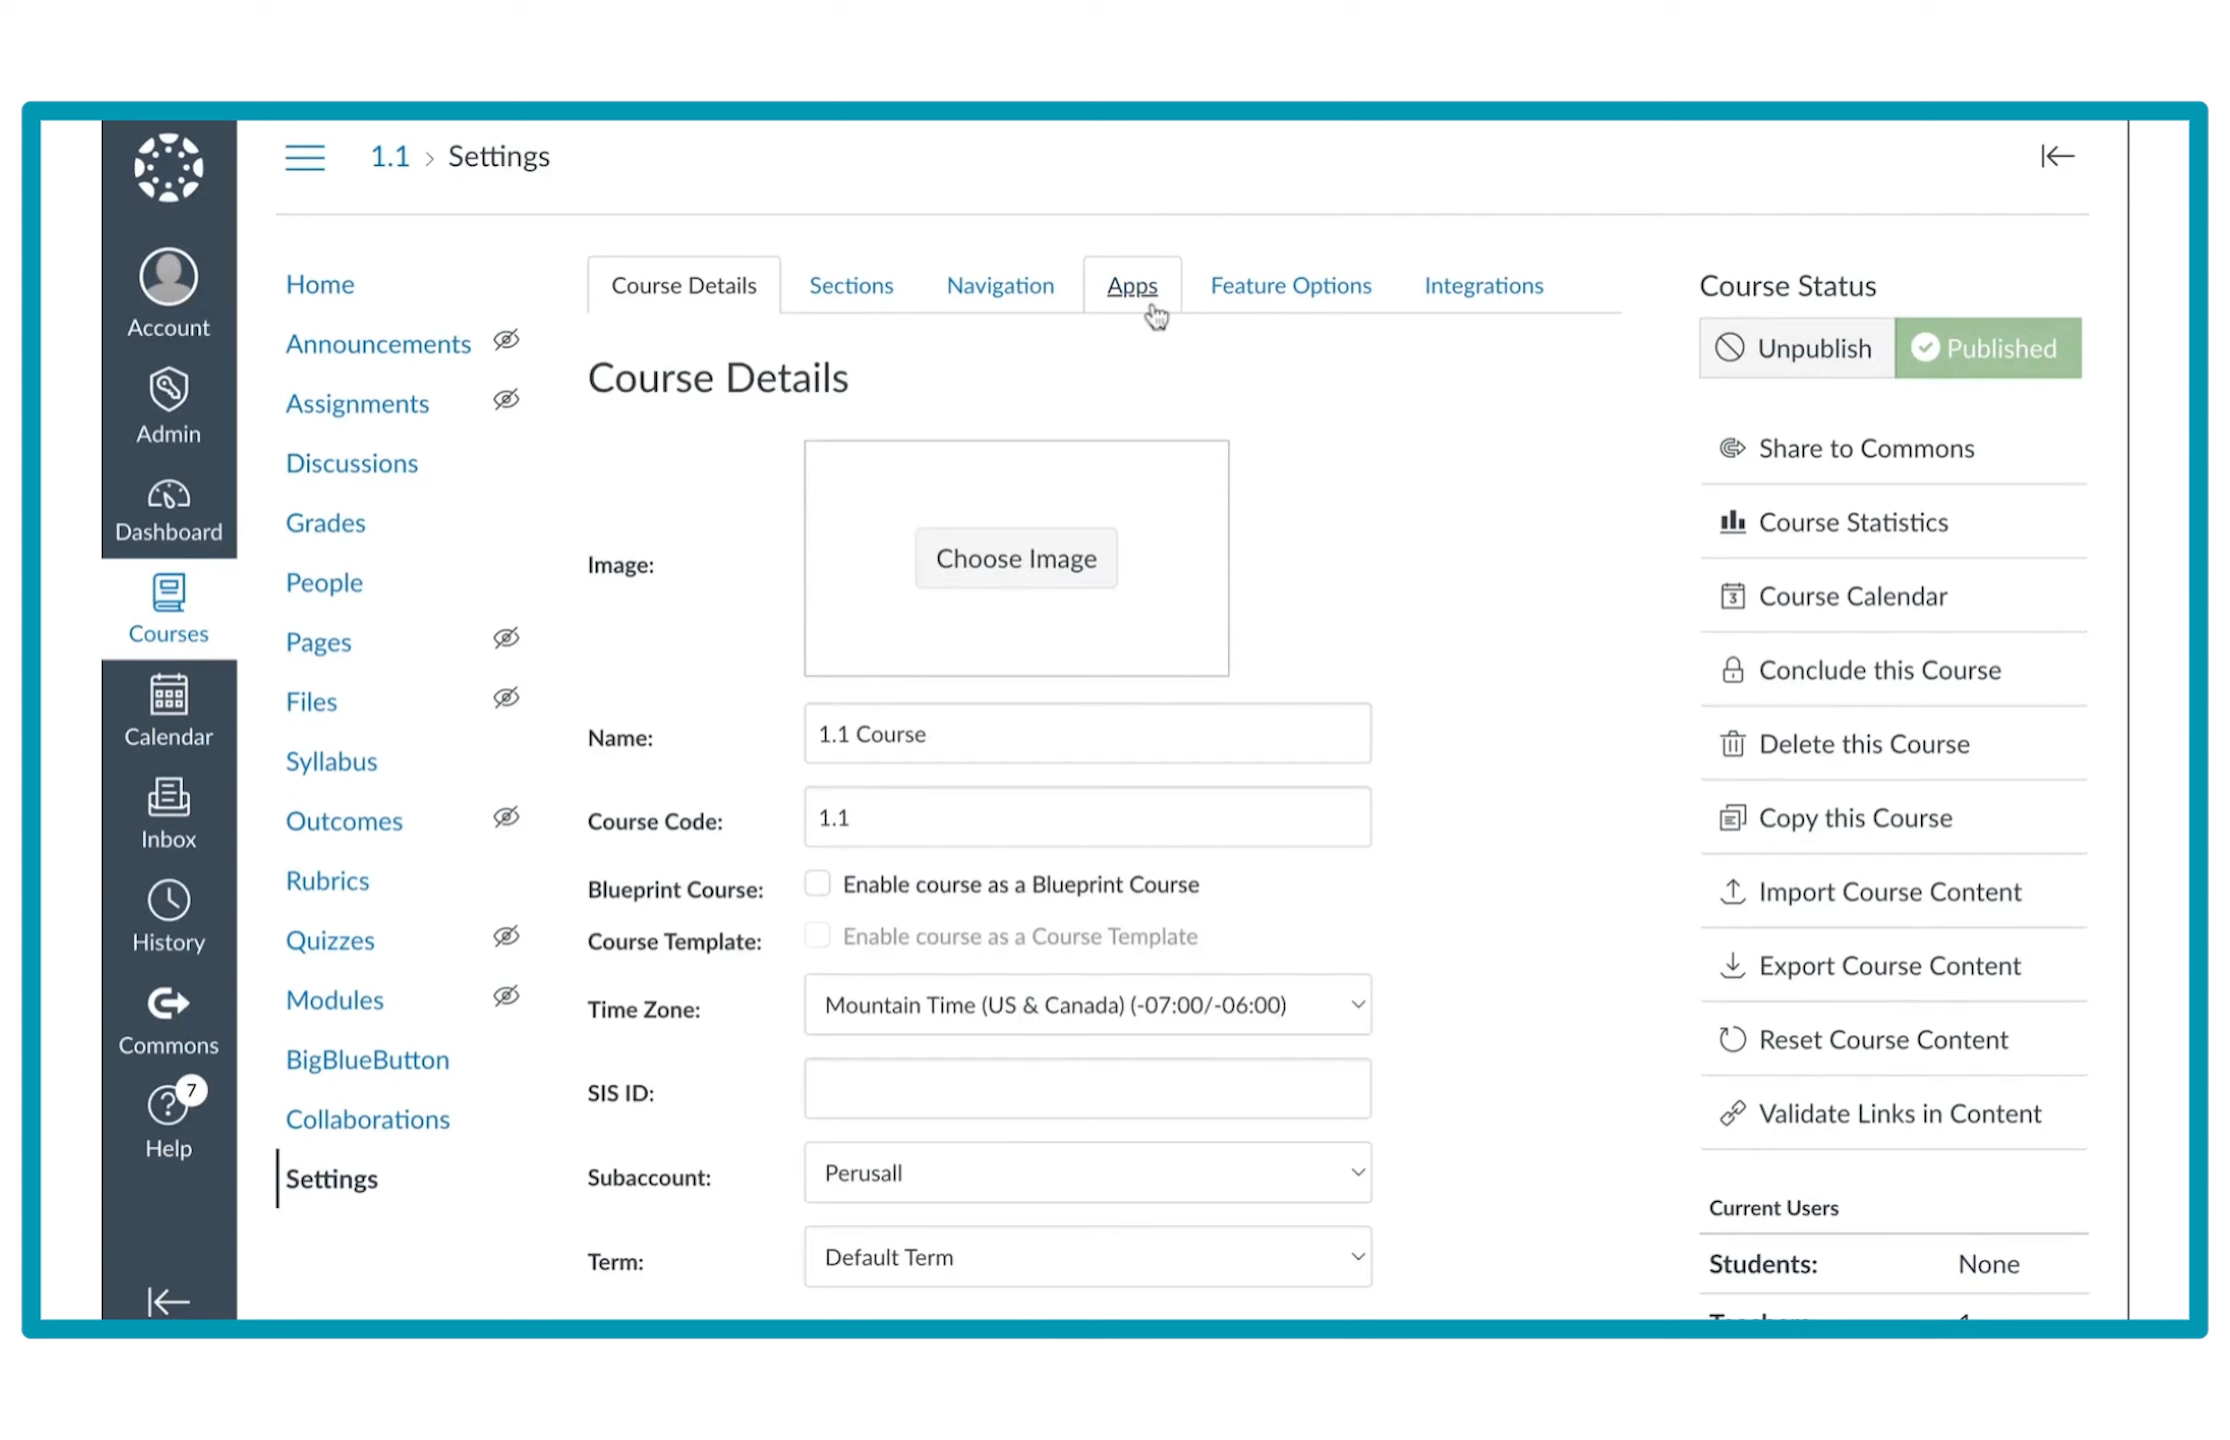 1.1 > Settings
Account
Admin
Dashboard
Courses
Calendar
Inbox
History
Commons
7
Help
Home
Announcements
Assignments
Discussions
Grades
People
Pages
Files
Syllabus
Outcomes
Rubrics
Quizzes
Modules
BigBlueButton
Collaborations
Settings
Course Details Sections Navigation Apps Feature Options Integrations
Course Details
Image: Choose Image
Name: 1.1 Course
Course Code: 1.1
Blueprint Course: Enable course as a Blueprint Course
Course Template: Enable course as a Course Template
Time Zone: Mountain Time (US & Canada) (-07:00/-06:00)
SIS ID:
Subaccount: Perusall
Term: Default Term
Course Status
Unpublish Published
Share to Commons
Course Statistics
3 Course Calendar
Conclude this Course
Delete this Course
Copy this Course
Import Course Content
Export Course Content
Reset Course Content
Validate Links in Content
Current Users
Students: None